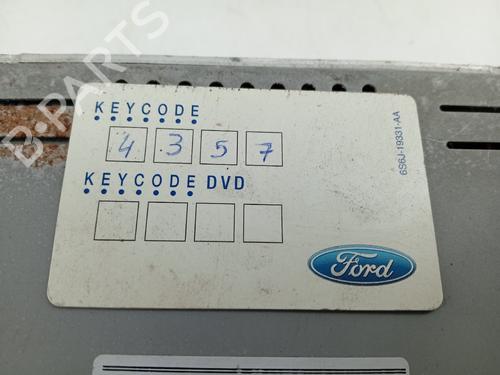 KEYCODE
4 3 5 7
KEYCODE DVD
6S6J-19331-AA
Ford
B-PARTS